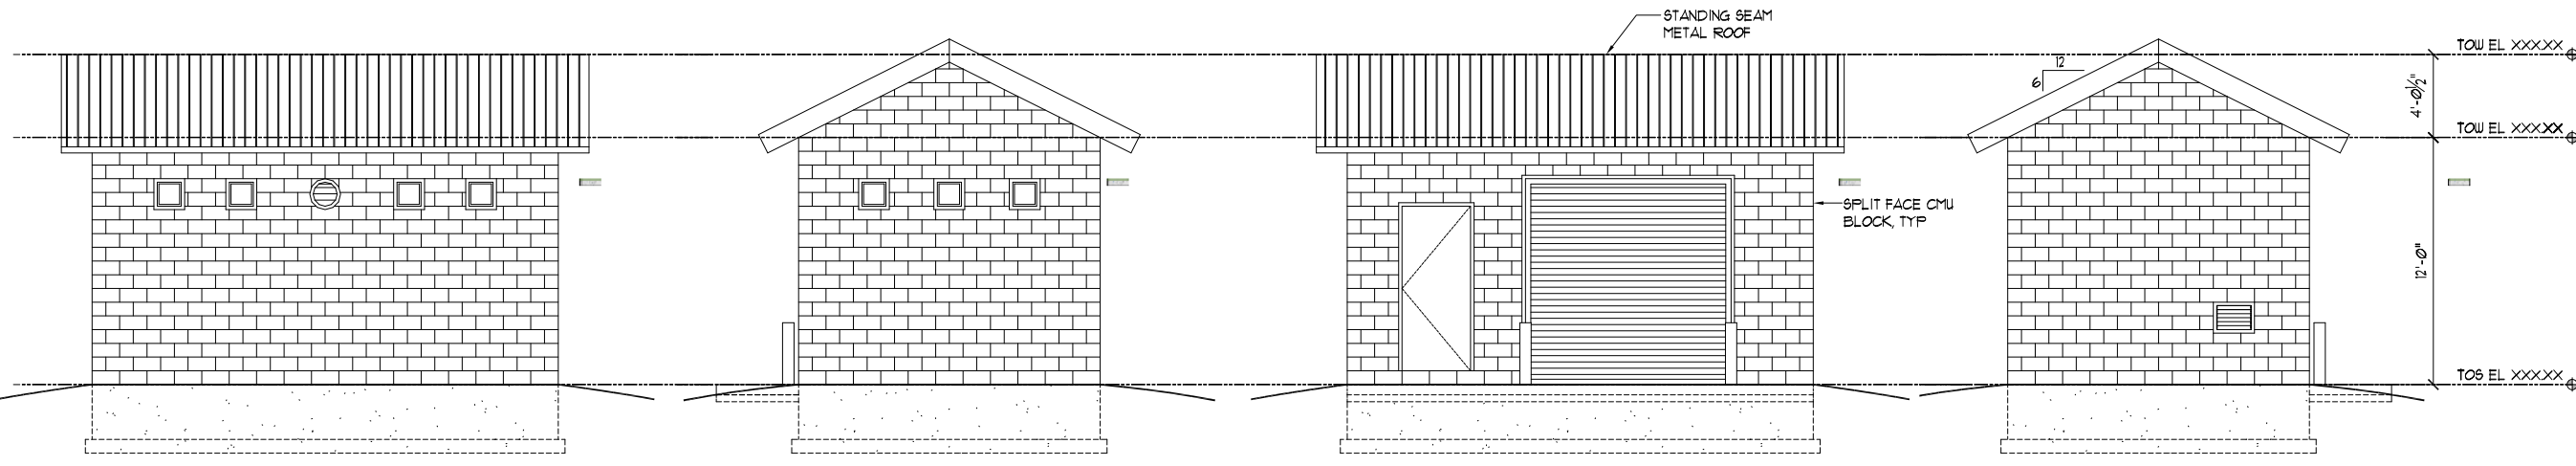 STANDING SEAM
METAL ROOF
TOW EL XXX.XX
12
6
4'-0½"
TOW EL XXX.XX
SPLIT FACE CMU
BLOCK, TYP
12'-0"
TOS EL XXX.XX